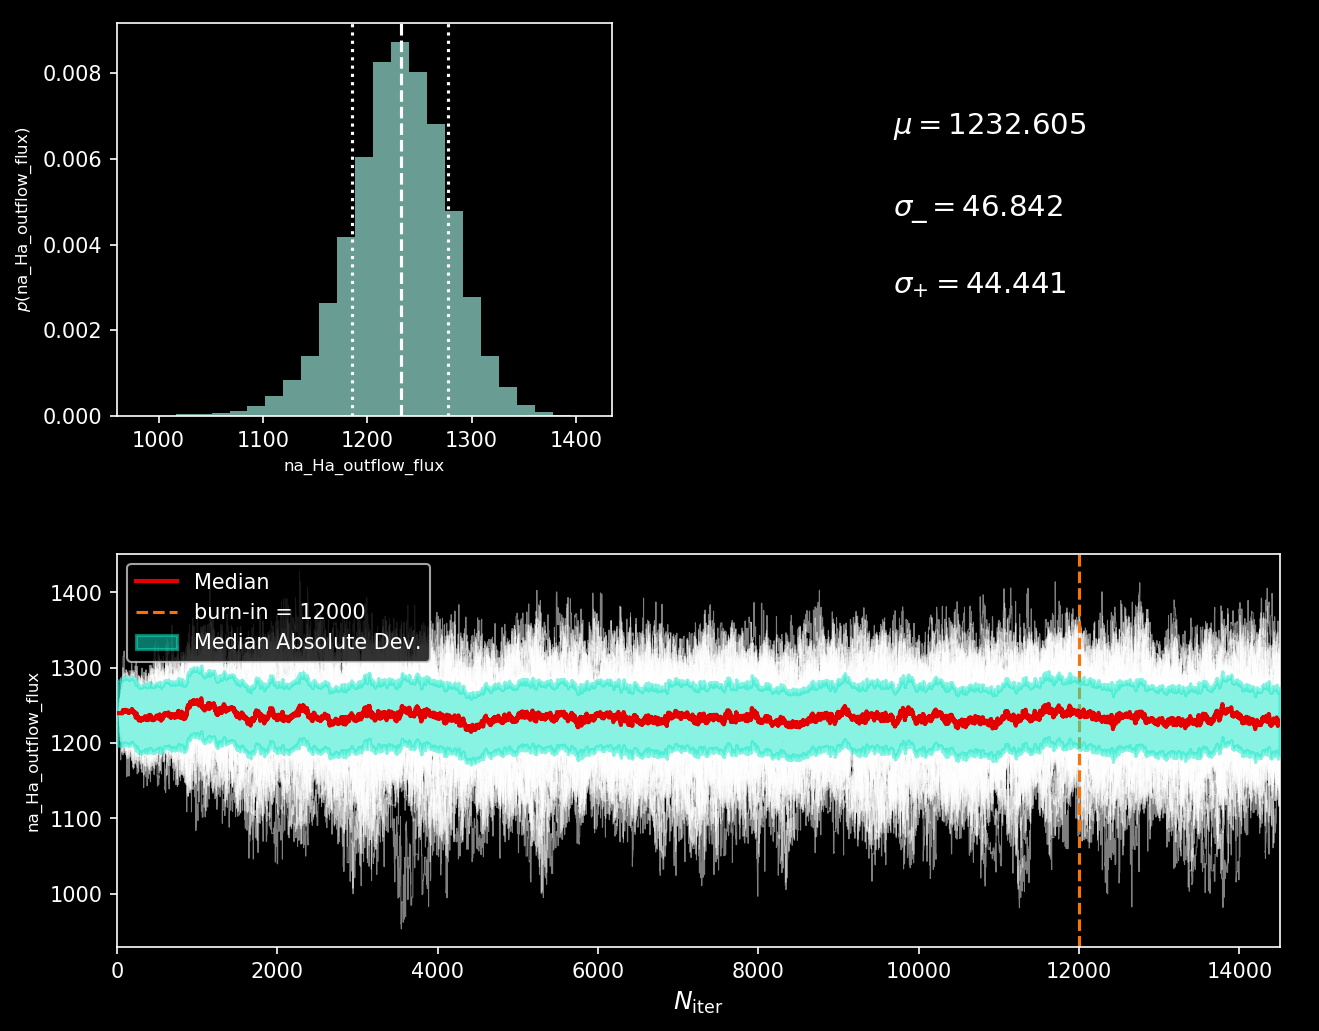 0.008
0.006
0.004
0.002
0.000
p(na_Ha_outflow_flux)
1000 1100 1200 1300 1400
na_Ha_outflow_flux
μ = 1232.605
σ_ = 46.842
σ+ = 44.441
Median
burn-in = 12000
Median Absolute Dev.
1400
1300
1200
1100
1000
na_Ha_outflow_flux
0 2000 4000 6000 8000 10000 12000 14000
Niter